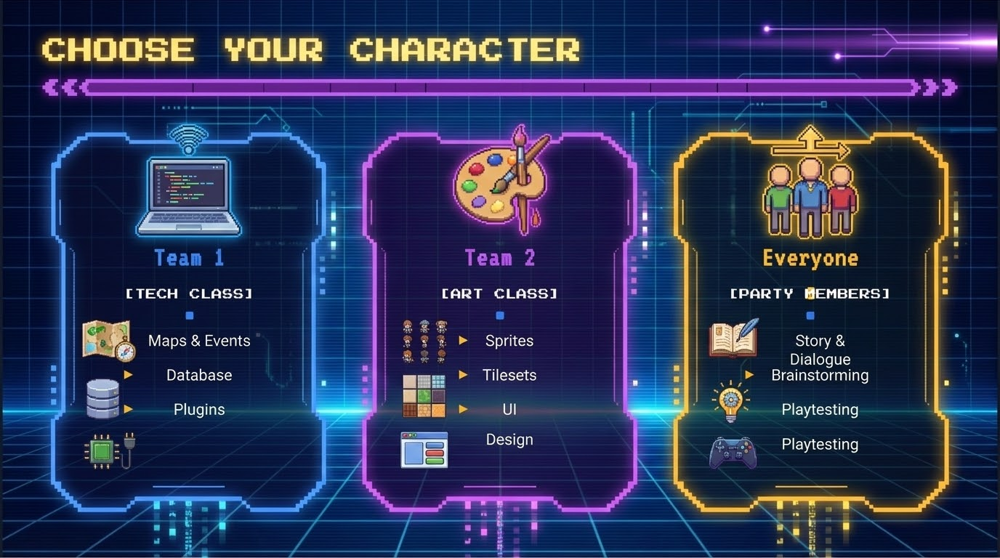 CHOOSE YOUR CHARACTER
Team 1
[TECH CLASS]
Maps & Events
Database
Plugins
Team 2
[ART CLASS]
Sprites
Tilesets
UI
Design
Everyone
[PARTY MEMBERS]
Story &
Dialogue
Brainstorming
Playtesting
Playtesting